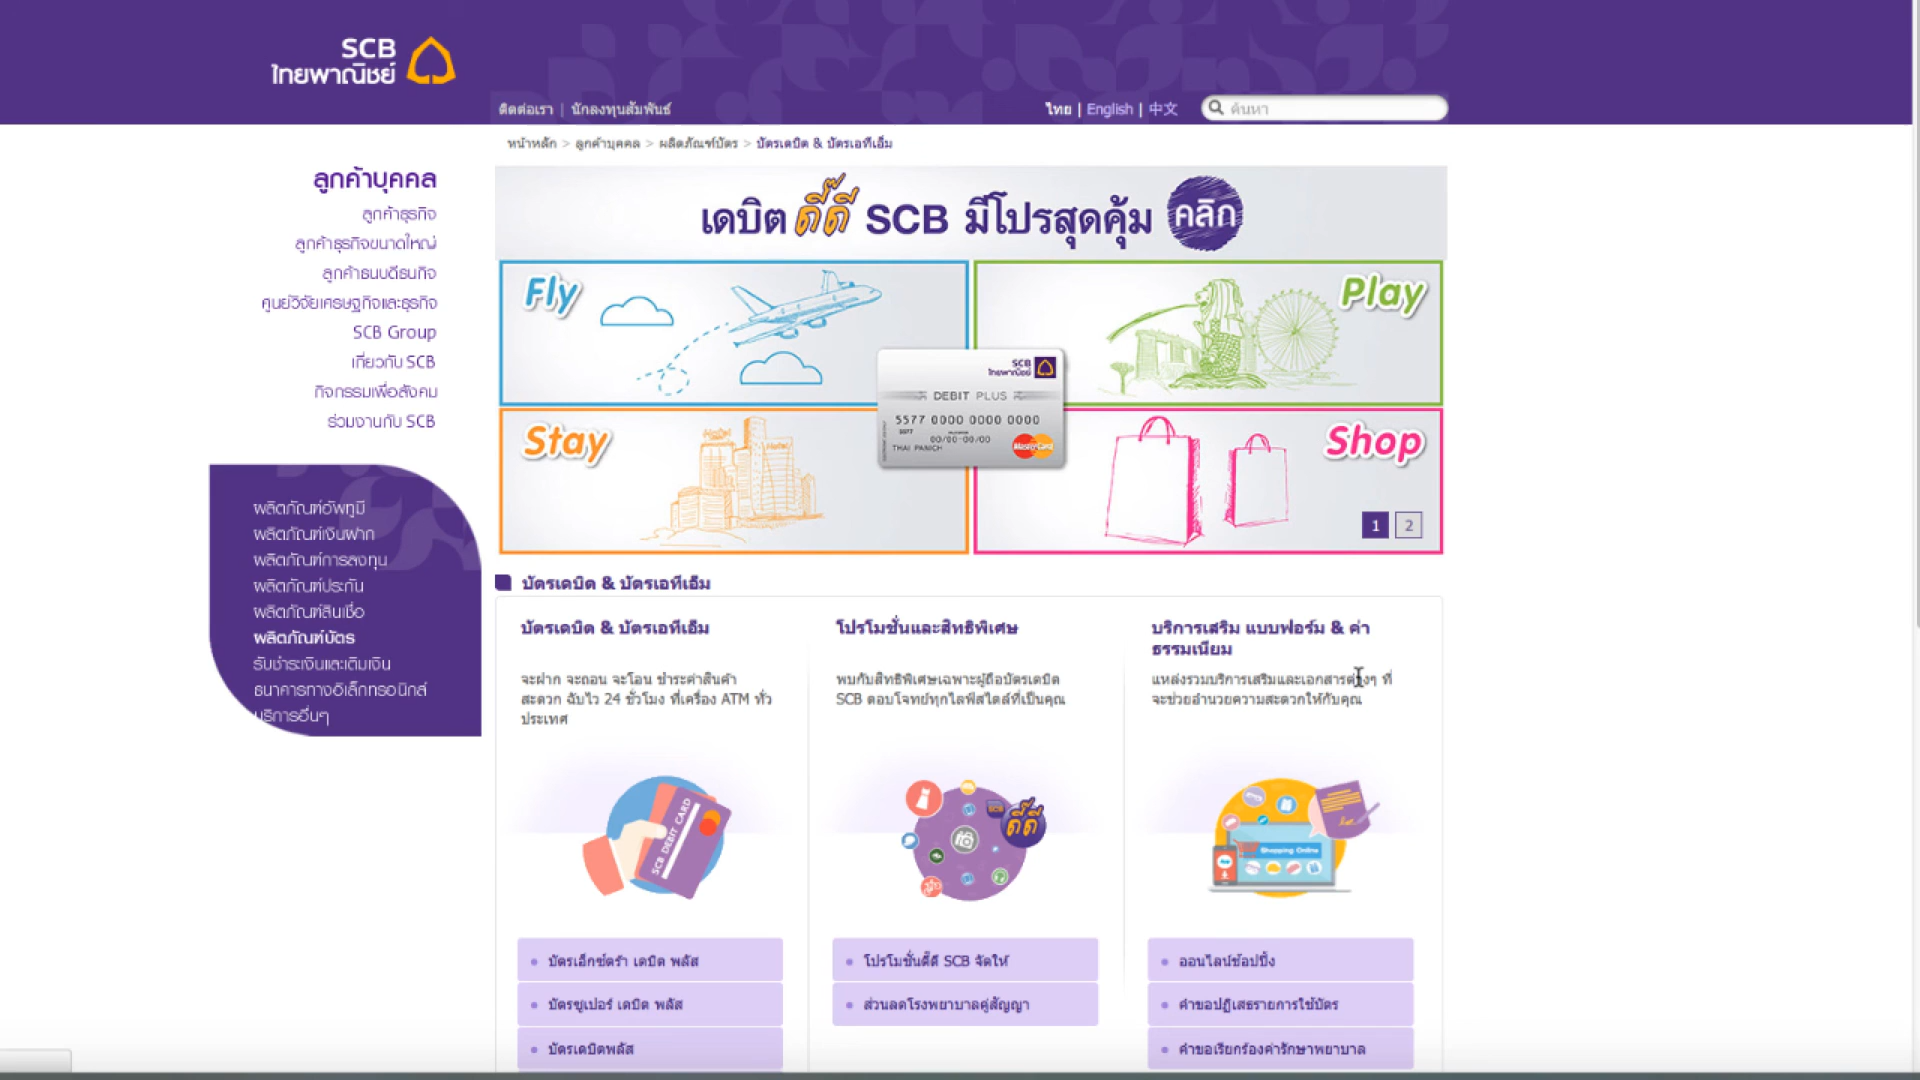 SCB
ไทยพาณิชย์
ติดต่อเรา | นักลงทุนสัมพันธ์
ไทย | English | 中文
ค้นหา
หน้าหลัก > ลูกค้าบุคคล > ผลิตภัณฑ์บัตร > บัตรเดบิต & บัตรเอทีเอ็ม
ลูกค้าบุคคล
ลูกค้าธุรกิจ
ลูกค้าธุรกิจขนาดใหญ่
ลูกค้าธนบดีธนกิจ
ศูนย์วิจัยเศรษฐกิจและธุรกิจ
SCB Group
เกี่ยวกับ SCB
กิจกรรมเพื่อสังคม
ร่วมงานกับ SCB
ผลิตภัณฑ์อัพทูมี
ผลิตภัณฑ์เงินฝาก
ผลิตภัณฑ์การลงทุน
ผลิตภัณฑ์ประกัน
ผลิตภัณฑ์สินเชื่อ
ผลิตภัณฑ์บัตร
รับชำระเงินและเติมเงิน
ธนาคารทางอิเล็กทรอนิกส์
บริการอื่นๆ
เดบิต ดี๊ดี SCB มีโปรสุดคุ้ม คลิก
Fly
Play
Stay
Shop
SCB
ไทยพาณิชย์
DEBIT PLUS
5577 0000 0000 0000
5577
00/00-00/00
THAI PANICH
MasterCard
1 2
บัตรเดบิต & บัตรเอทีเอ็ม
บัตรเดบิต & บัตรเอทีเอ็ม
จะฝาก จะถอน จะโอน ชำระค่าสินค้า
สะดวก ฉับไว 24 ชั่วโมง ที่เครื่อง ATM ทั่ว
ประเทศ
SCB DEBIT CARD
บัตรเอ็กซ์ตร้า เดบิต พลัส
บัตรซูเปอร์ เดบิต พลัส
บัตรเดบิตพลัส
โปรโมชั่นและสิทธิพิเศษ
พบกับสิทธิพิเศษเฉพาะผู้ถือบัตรเดบิต
SCB ตอบโจทย์ทุกไลฟ์สไตล์ที่เป็นคุณ
ดี๊ดี
โปรโมชั่นดี๊ดี SCB จัดให้
ส่วนลดโรงพยาบาลคู่สัญญา
บริการเสริม แบบฟอร์ม & ค่า
ธรรมเนียม
แหล่งรวมบริการเสริมและเอกสารต่างๆ ที่
จะช่วยอำนวยความสะดวกให้กับคุณ
Shopping Online
ออนไลน์ช้อปปิ้ง
คำขอปฏิเสธรายการใช้บัตร
คำขอเรียกร้องค่ารักษาพยาบาล